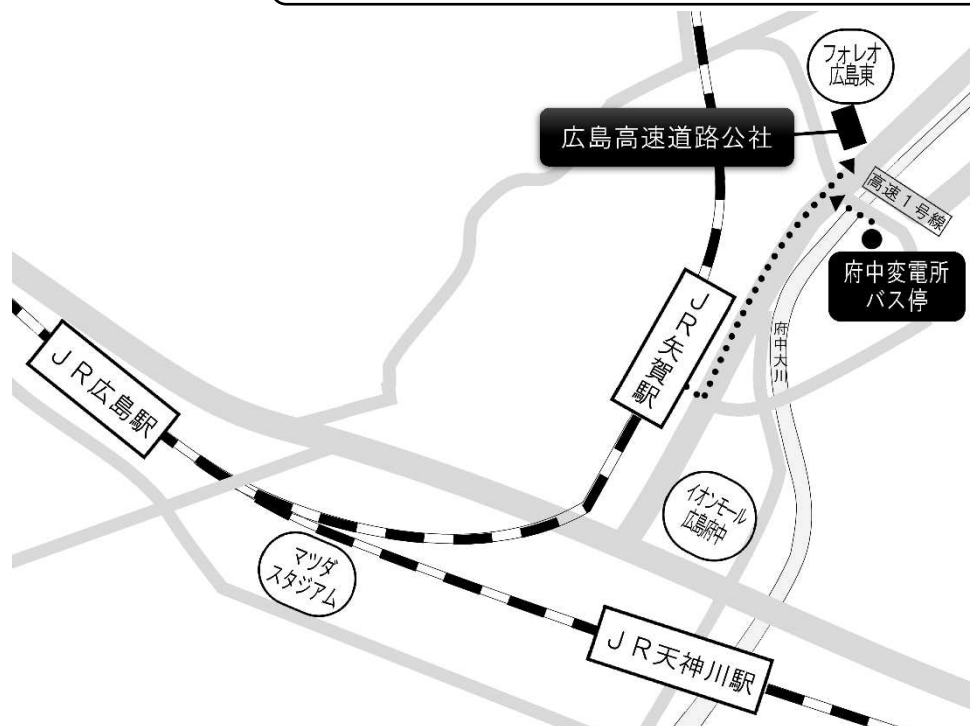 フォレオ
広島東
広島高速道路公社
高速1号線
府中変電所
バス停
JR矢賀駅
府中大川
JR広島駅
イオンモール
広島府中
マツダ
スタジアム
JR天神川駅